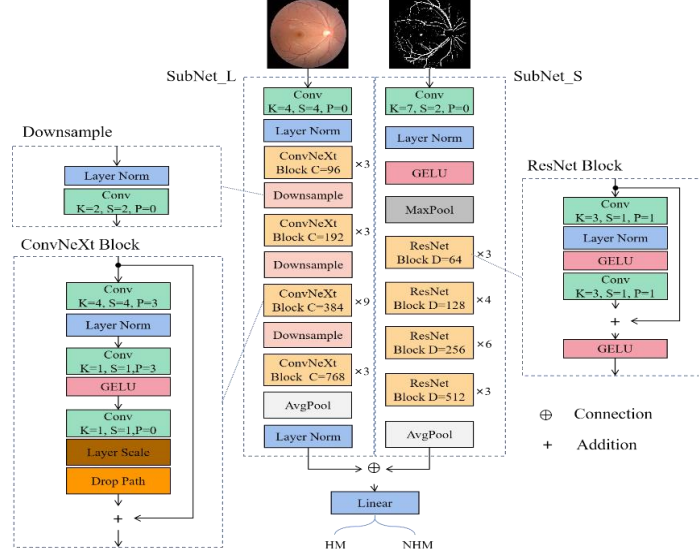 SubNet_L
SubNet_S
Conv
K=4, S=4, P=0
Layer Norm
ConvNeXt
Block C=96
×3
Downsample
ConvNeXt
Block C=192
×3
Downsample
ConvNeXt
Block C=384
×9
Downsample
ConvNeXt
Block C=768
×3
AvgPool
Layer Norm
Conv
K=7, S=2, P=0
Layer Norm
GELU
MaxPool
ResNet
Block D=64
×3
ResNet
Block D=128
×4
ResNet
Block D=256
×6
ResNet
Block D=512
×3
AvgPool
Downsample
Layer Norm
Conv
K=2, S=2, P=0
ConvNeXt Block
Conv
K=4, S=4, P=3
Layer Norm
Conv
K=1, S=1,P=3
GELU
Conv
K=1, S=1,P=0
Layer Scale
Drop Path
+
ResNet Block
Conv
K=3, S=1, P=1
Layer Norm
GELU
Conv
K=3, S=1, P=1
+
GELU
⊕ Connection
+ Addition
⊕
Linear
HM
NHM